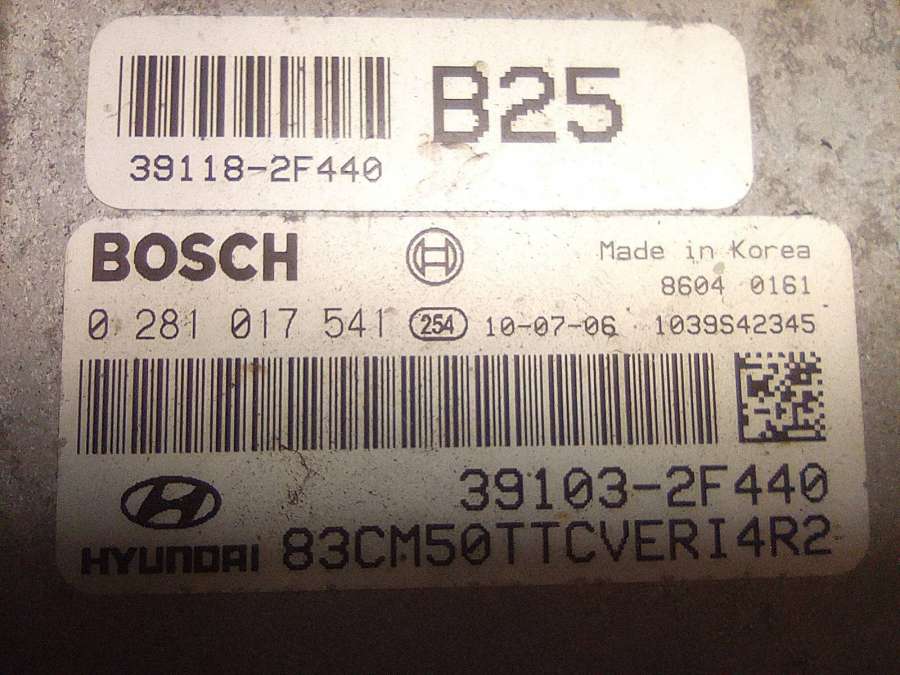 B25
39118-2F440
BOSCH
Made in Korea
8604 0161
0 281 017 541 254 10-07-06 1039S42345
39103-2F440
HYUNDAI 83CM50TTCVERI4R2